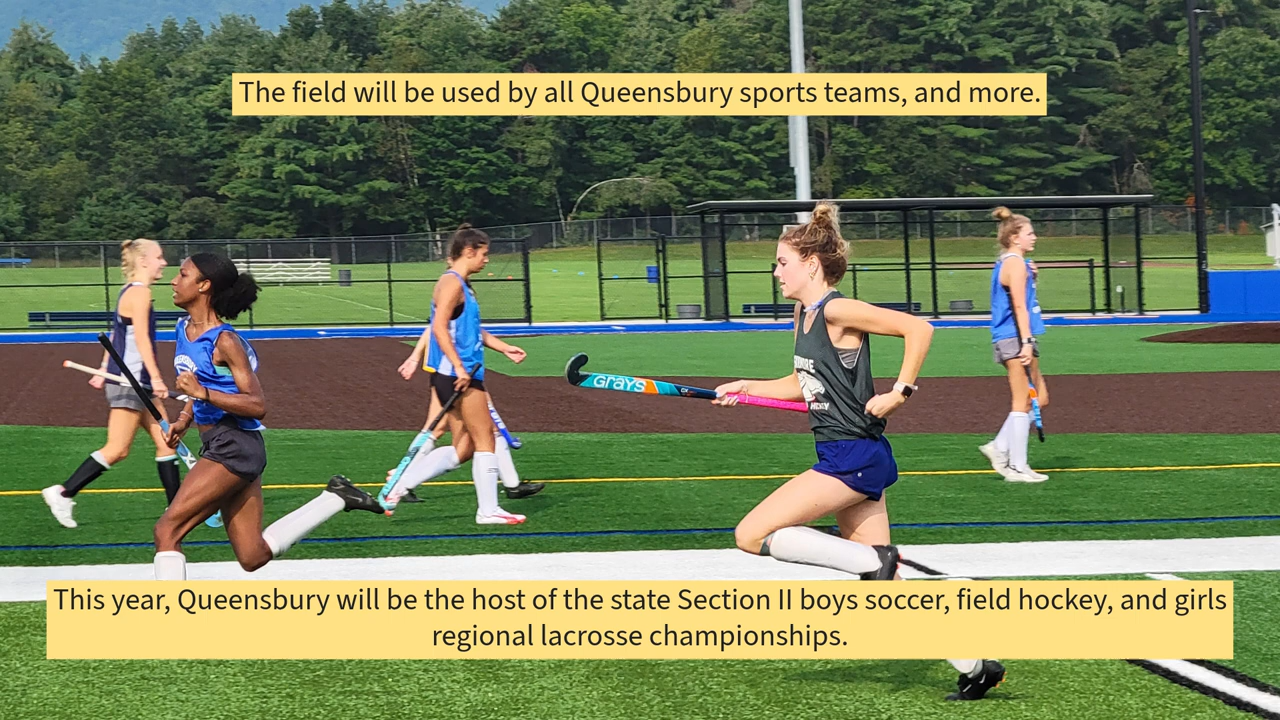 The field will be used by all Queensbury sports teams, and more.
grays
HOCKEY
This year, Queensbury will be the host of the state Section II boys soccer, field hockey, and girls
regional lacrosse championships.